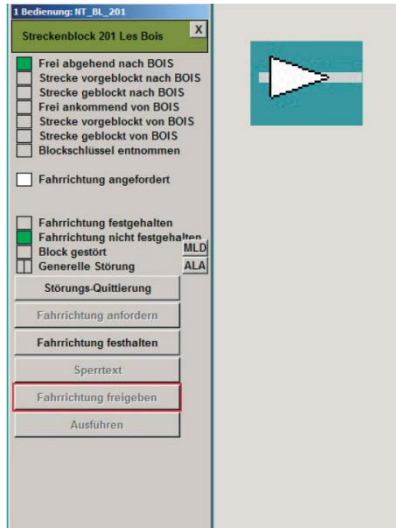 1 Bedienung: NT_BL_201
Streckenblock 201 Les Bois
X
Frei abgehend nach BOIS
Strecke vorgeblockt nach BOIS
Strecke geblockt nach BOIS
Frei ankommend von BOIS
Strecke vorgeblockt von BOIS
Strecke geblockt von BOIS
Blockschlüssel entnommen
Fahrrichtung angefordert
Fahrrichtung festgehalten
Fahrrichtung nicht festgehalten
Block gestört
MLD
Generelle Störung
ALA
Störungs-Quittierung
Fahrrichtung anfordern
Fahrrichtung festhalten
Sperrtext
Fahrrichtung freigeben
Ausführen